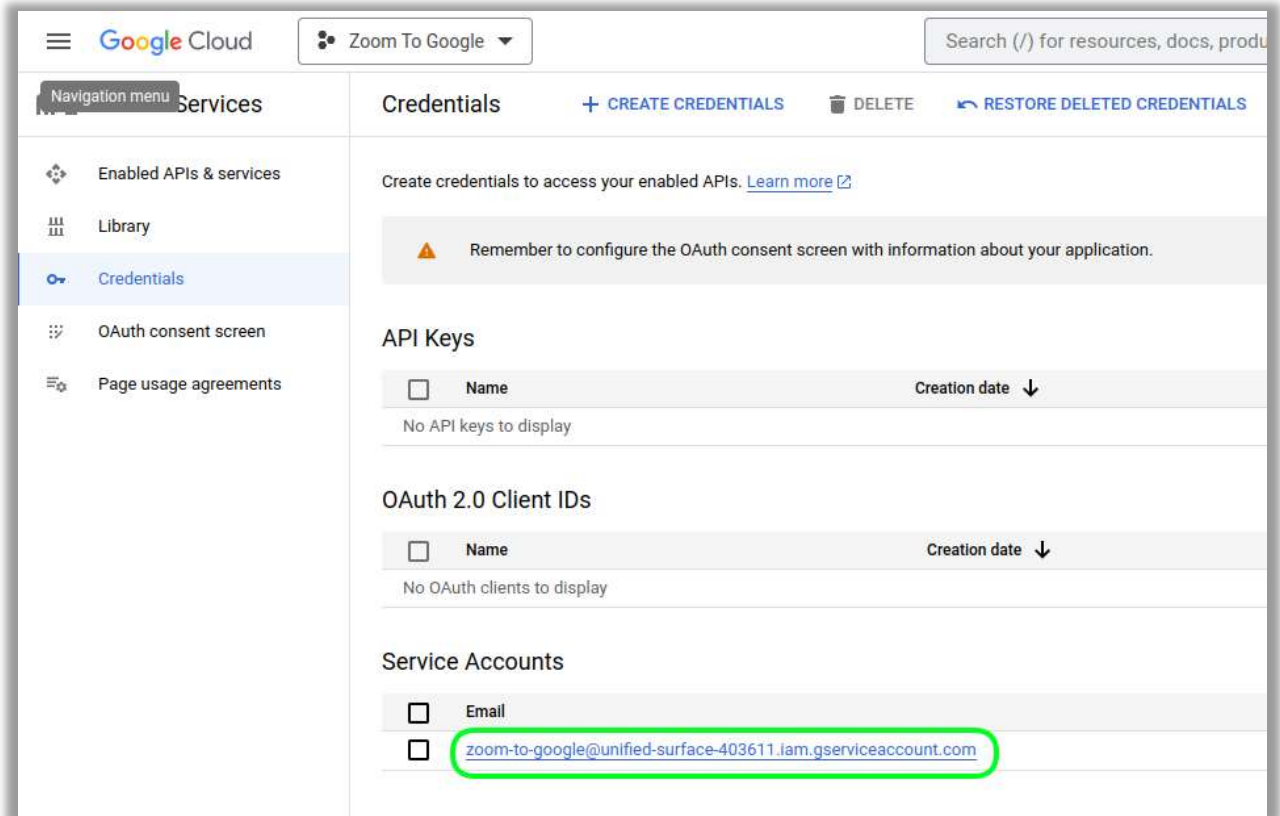 Google Cloud
Zoom To Google
Search (/) for resources, docs, produ
Navigation menu
Services
Credentials
CREATE CREDENTIALS
DELETE
RESTORE DELETED CREDENTIALS
Enabled APIs & services
Library
Credentials
OAuth consent screen
Page usage agreements
Create credentials to access your enabled APIs. Learn more
Remember to configure the OAuth consent screen with information about your application.
API Keys
Name Creation date
No API keys to display
OAuth 2.0 Client IDs
Name Creation date
No OAuth clients to display
Service Accounts
Email
zoom-to-google@unified-surface-403611.iam.gserviceaccount.com